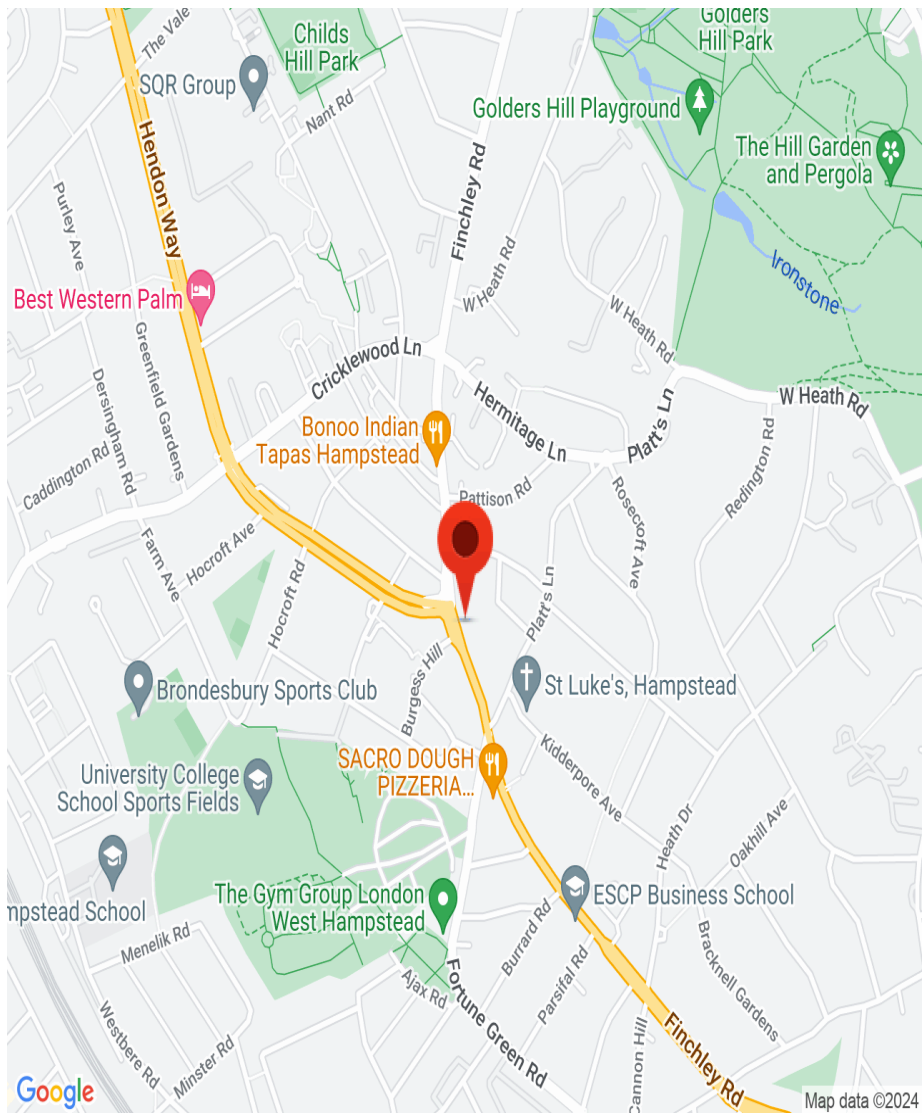 Golders
Hill Park
Childs
Hill Park
The Vale
SQR Group
Nant Rd
Golders Hill Playground
The Hill Garden
and Pergola
Hendon Way
Finchley Rd
Purley Ave
W Heath Rd
Ironstone
Best Western Palm
W Heath Rd
Greenfield Gardens
Cricklewood Ln
Dersingham Rd
Hermitage Ln
Platt's Ln
W Heath Rd
Bonoo Indian
Tapas Hampstead
Redington Rd
Caddington Rd
Pattison Rd
Rosecroft Ave
Hocroft Ave
Farm Ave
Hocroft Rd
Platt's Ln
Burgess Hill
St Luke's, Hampstead
Brondesbury Sports Club
SACRO DOUGH
PIZZERIA...
Kidderpore Ave
University College
School Sports Fields
Heath Dr
Oakhill Ave
The Gym Group London
West Hampstead
ESCP Business School
mpstead School
Menelik Rd
Burrard Rd
Bracknell Gardens
Parsifal Rd
Ajax Rd
Fortune Green Rd
Westbere Rd
Minster Rd
Cannon Hill
Finchley Rd
Google
Map data ©2024